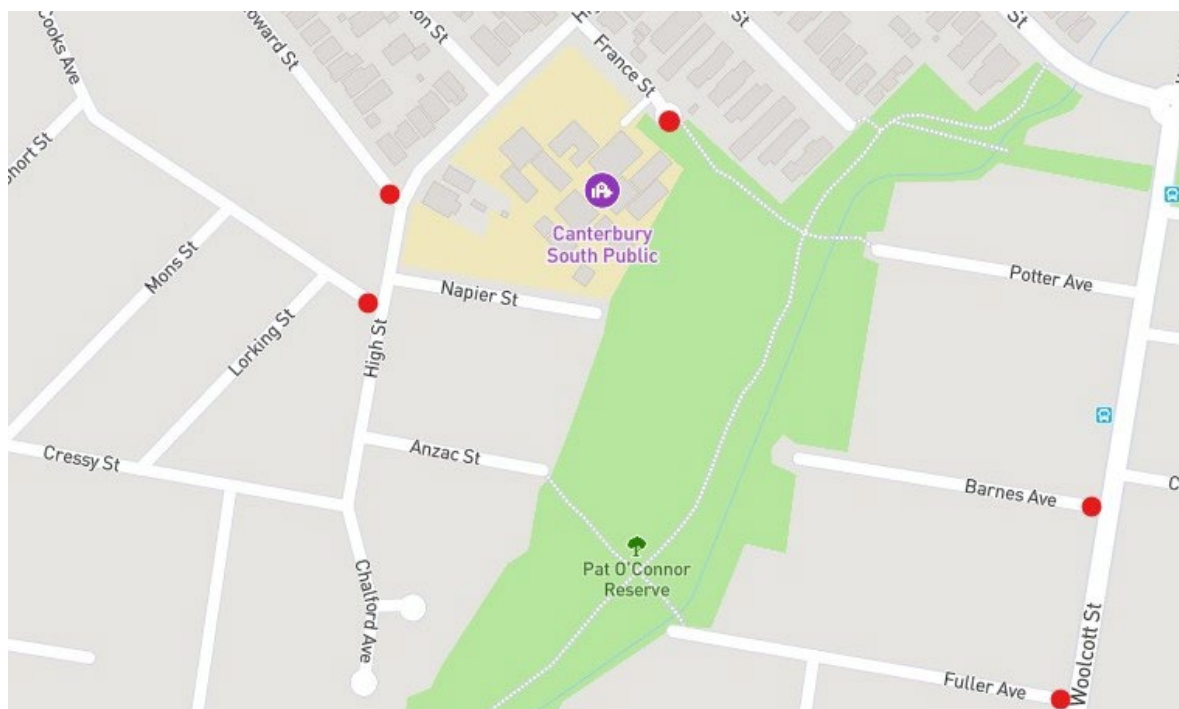 Cooks Ave
oward St
ton St
France St
St
St
hort St
Canterbury
South Public
Mons St
Napier St
Potter Ave
Lorking St
High St
Cressy St
Anzac St
Barnes Ave
C
Pat O'Connor
Reserve
Chalford Ave
Woolcott St
Fuller Ave